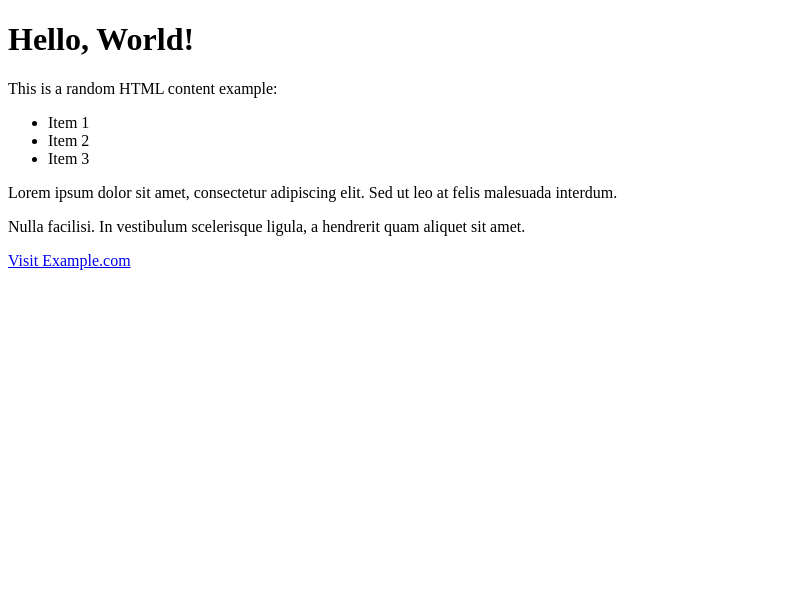 Hello, World!
This is a random HTML content example:
Item 1
Item 2
Item 3
Lorem ipsum dolor sit amet, consectetur adipiscing elit. Sed ut leo at felis malesuada interdum.
Nulla facilisi. In vestibulum scelerisque ligula, a hendrerit quam aliquet sit amet.
Visit Example.com